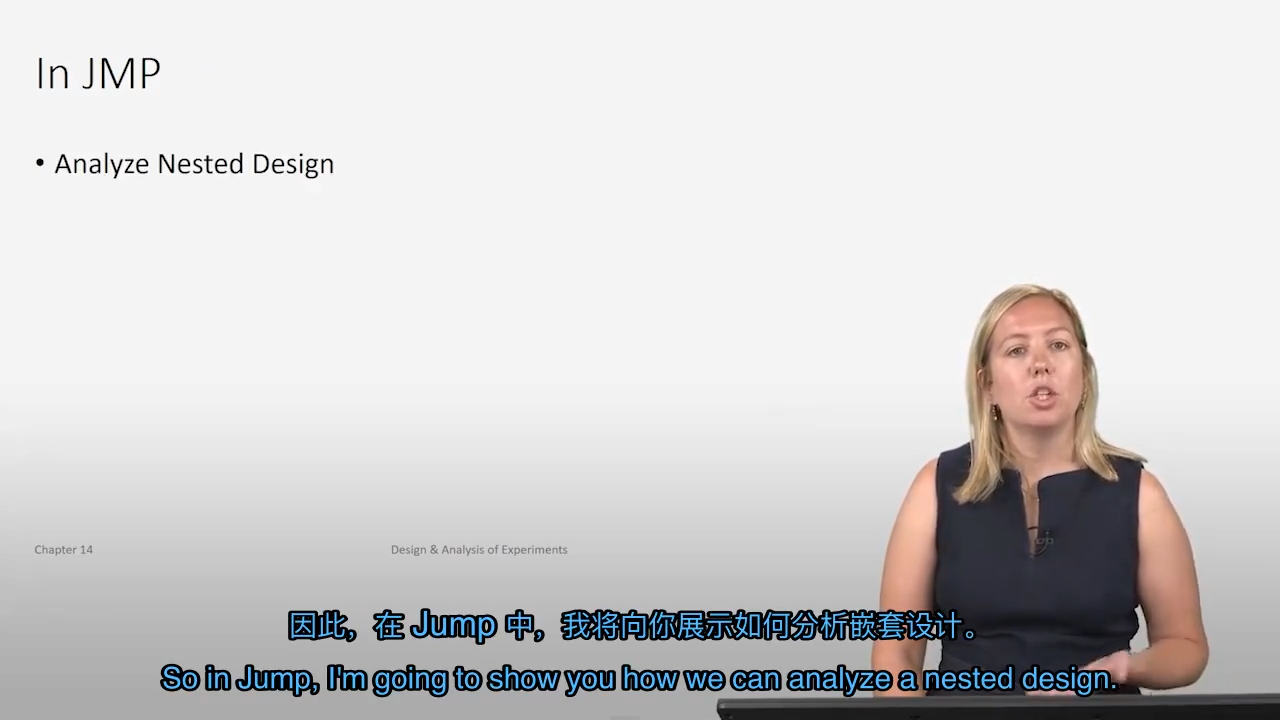 In JMP
• Analyze Nested Design
Chapter 14
Design & Analysis of Experiments
因此，在 Jump 中，我将向你展示如何分析嵌套设计。
So in Jump, I'm going to show you how we can analyze a nested design.